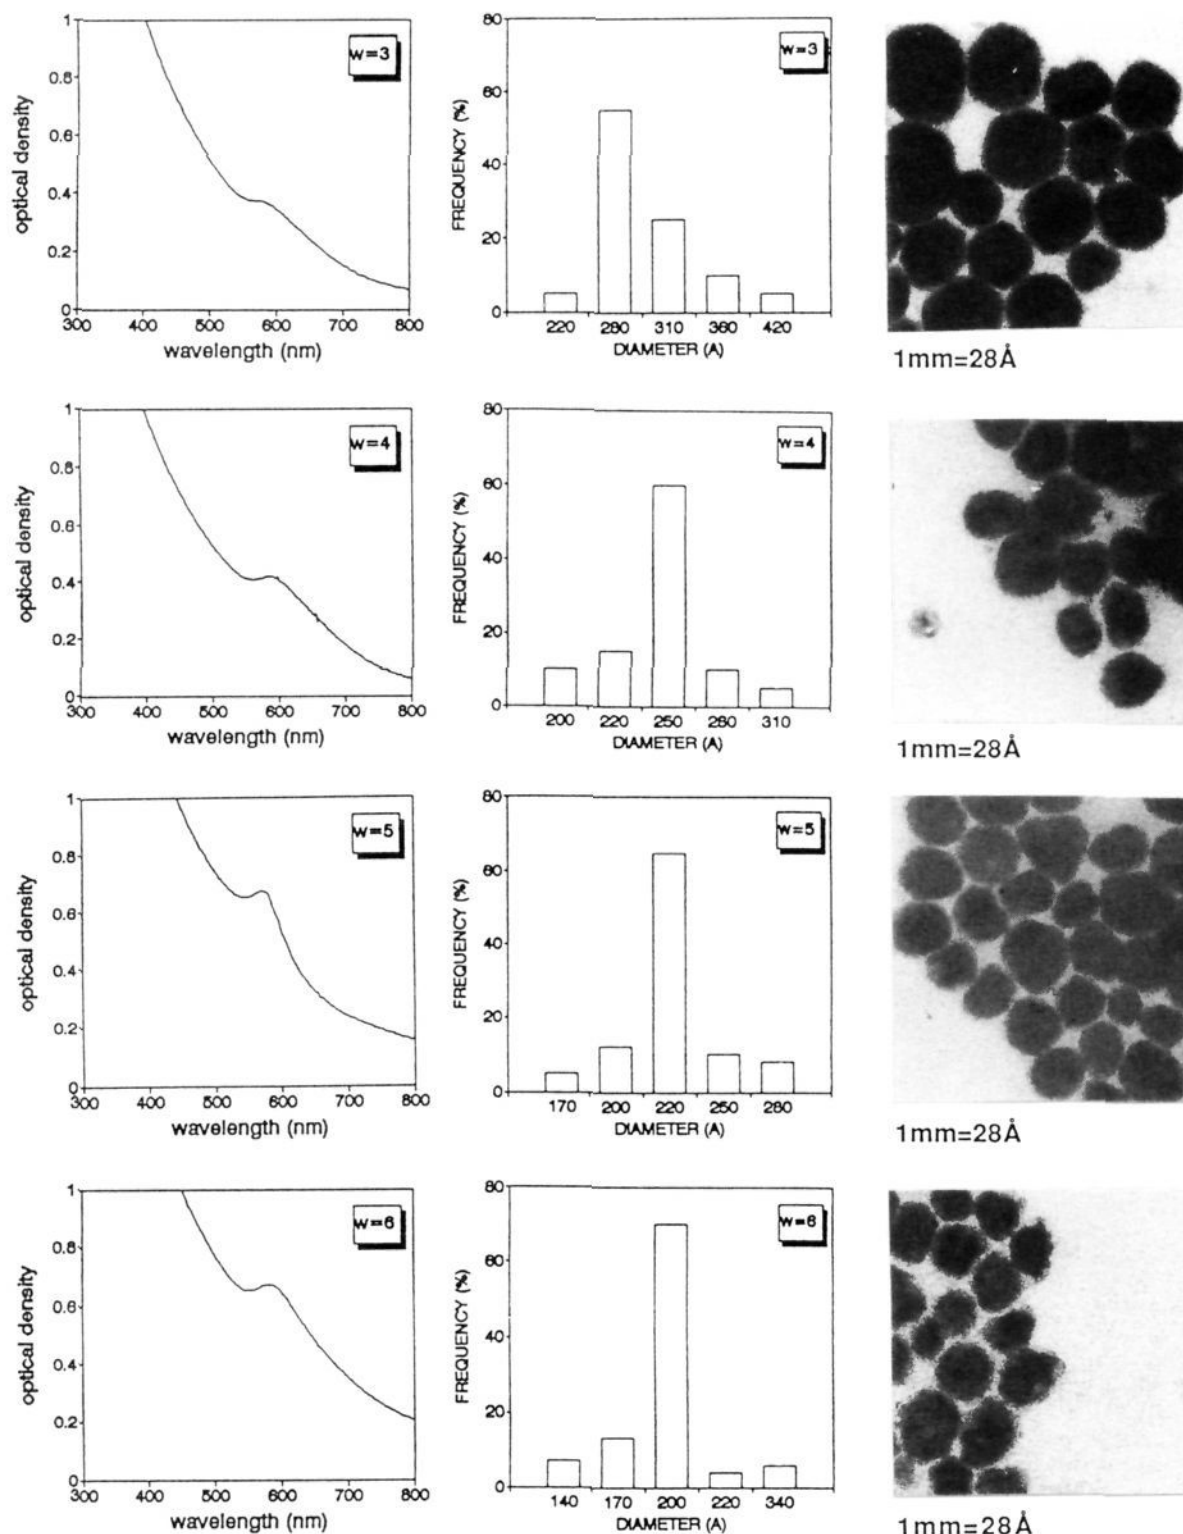 w=3
1
0.8
0.6
0.4
0.2
0
optical density
300 400 500 600 700 800
wavelength (nm)
w=3
80
60
40
20
0
FREQUENCY (%)
220 280 310 360 420
DIAMETER (A)
1mm=28Å
w=4
1
0.8
0.6
0.4
0.2
0
optical density
300 400 500 600 700 800
wavelength (nm)
w=4
80
60
40
20
0
FREQUENCY (%)
200 220 250 280 310
DIAMETER (A)
1mm=28Å
w=5
1
0.8
0.6
0.4
0.2
0
optical density
300 400 500 600 700 800
wavelength (nm)
w=5
80
60
40
20
0
FREQUENCY (%)
170 200 220 250 280
DIAMETER (A)
1mm=28Å
w=6
1
0.8
0.6
0.4
0.2
0
optical density
300 400 500 600 700 800
wavelength (nm)
w=6
80
60
40
20
0
FREQUENCY (%)
140 170 200 220 340
DIAMETER (A)
1mm=28Å